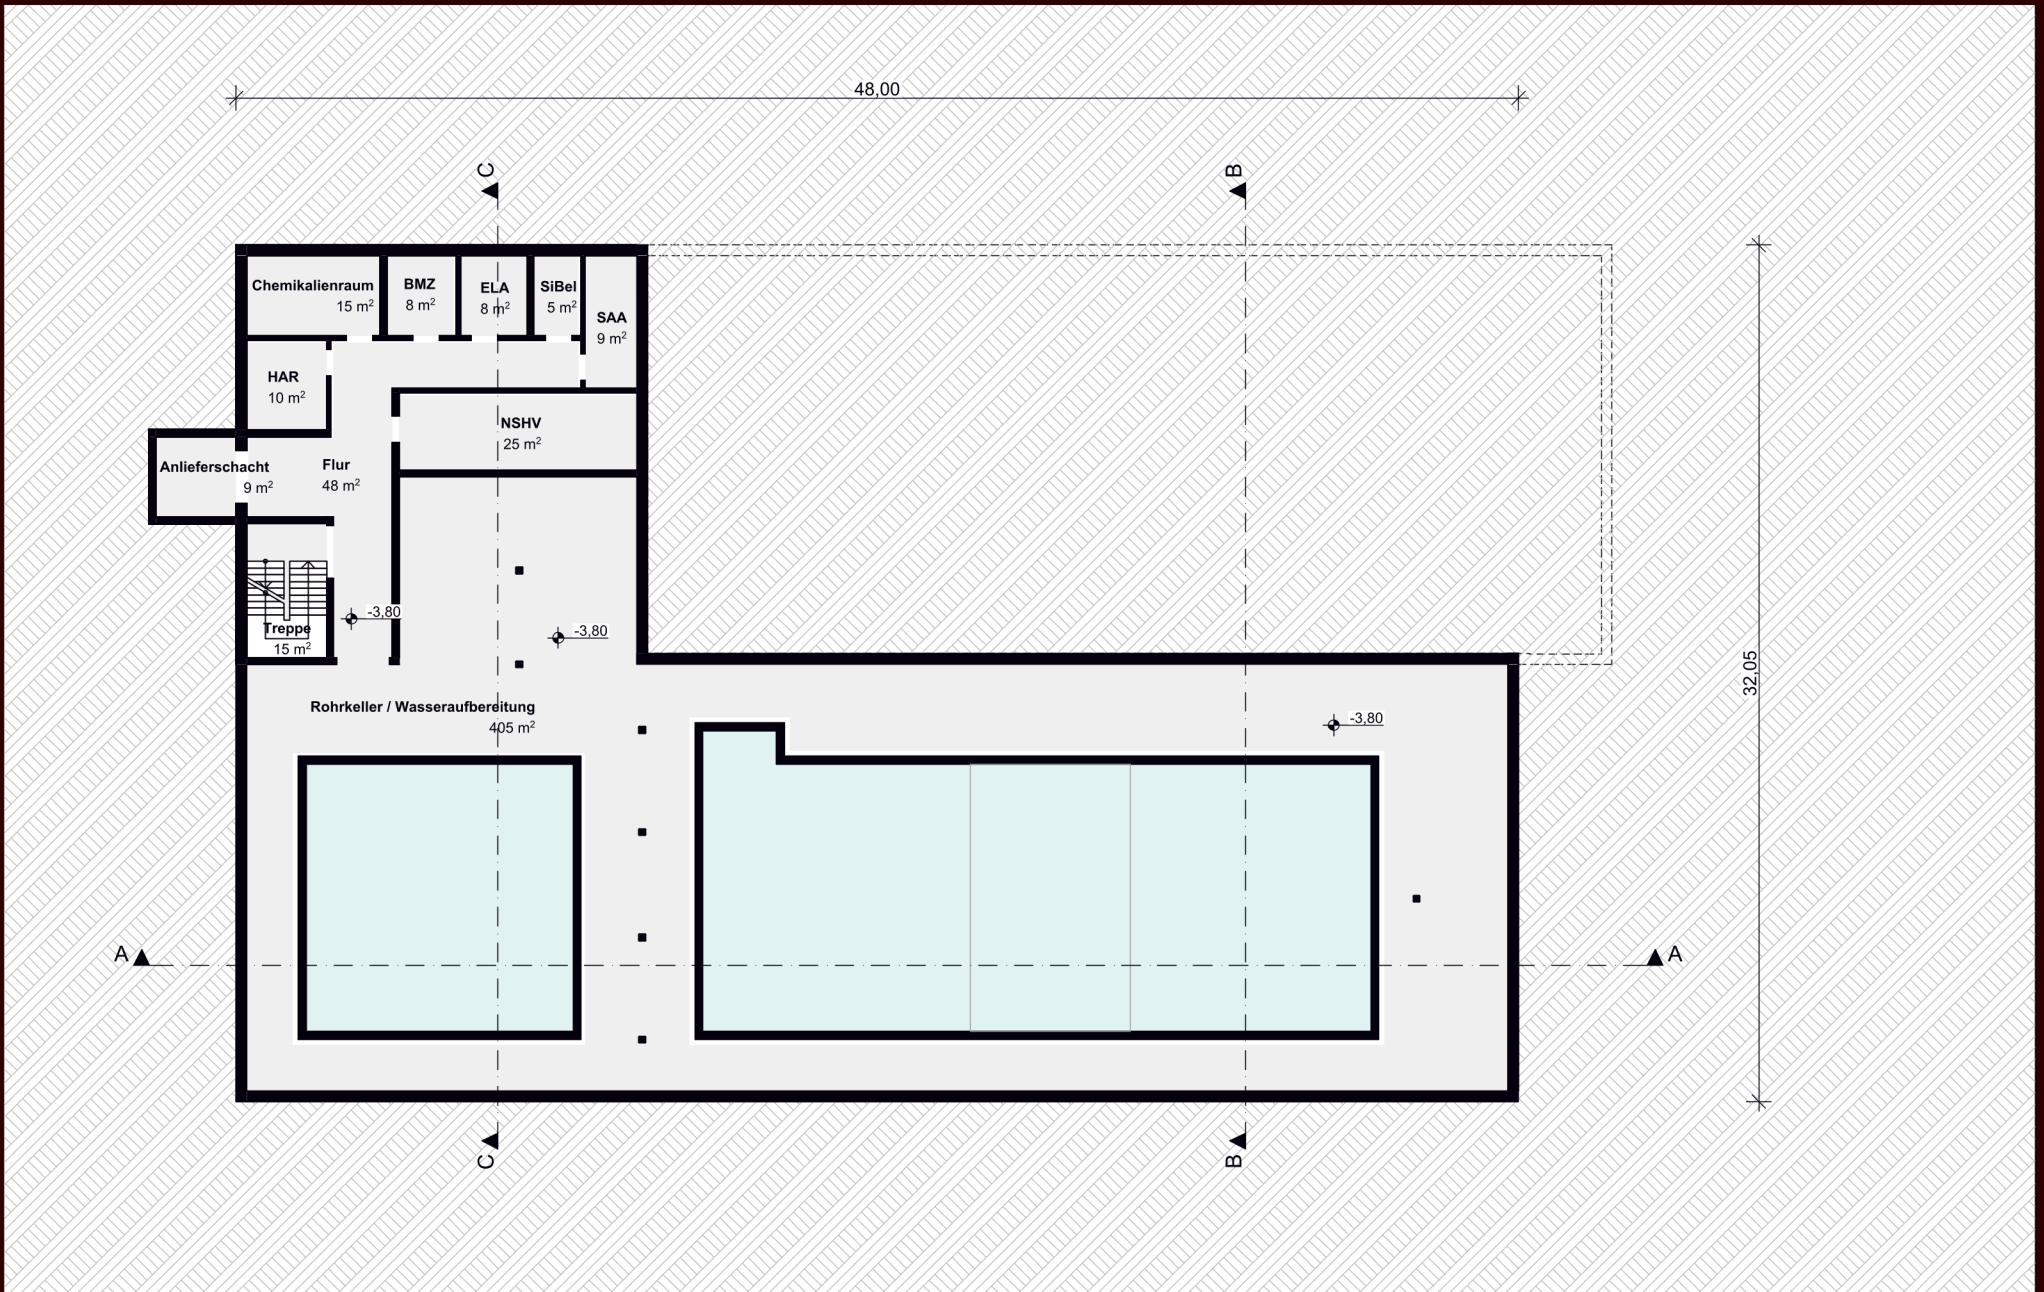 48,00
C
B
Chemikalienraum
15 m²
BMZ
8 m²
ELA
8 m²
SiBel
5 m²
SAA
9 m²
HAR
10 m²
NSHV
25 m²
Anlieferschacht
9 m²
Flur
48 m²
-3,80
-3,80
Treppe
15 m²
32,05
Rohrkeller / Wasseraufbereitung
405 m²
-3,80
A
A
C
B